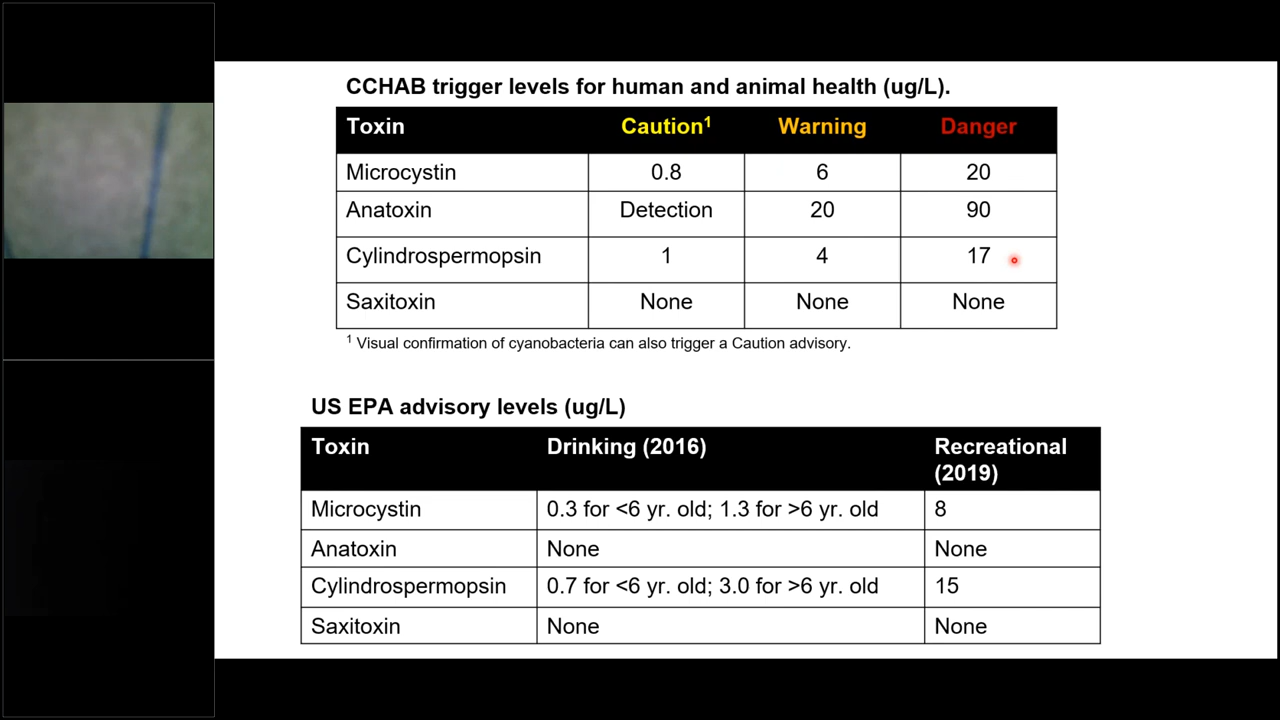 CCHAB trigger levels for human and animal health (ug/L).
Toxin Caution¹ Warning Danger
Microcystin 0.8 6 20
Anatoxin Detection 20 90
Cylindrospermopsin 1 4 17
Saxitoxin None None None
¹ Visual confirmation of cyanobacteria can also trigger a Caution advisory.
US EPA advisory levels (ug/L)
Toxin Drinking (2016) Recreational
(2019)
Microcystin 0.3 for <6 yr. old; 1.3 for >6 yr. old 8
Anatoxin None None
Cylindrospermopsin 0.7 for <6 yr. old; 3.0 for >6 yr. old 15
Saxitoxin None None